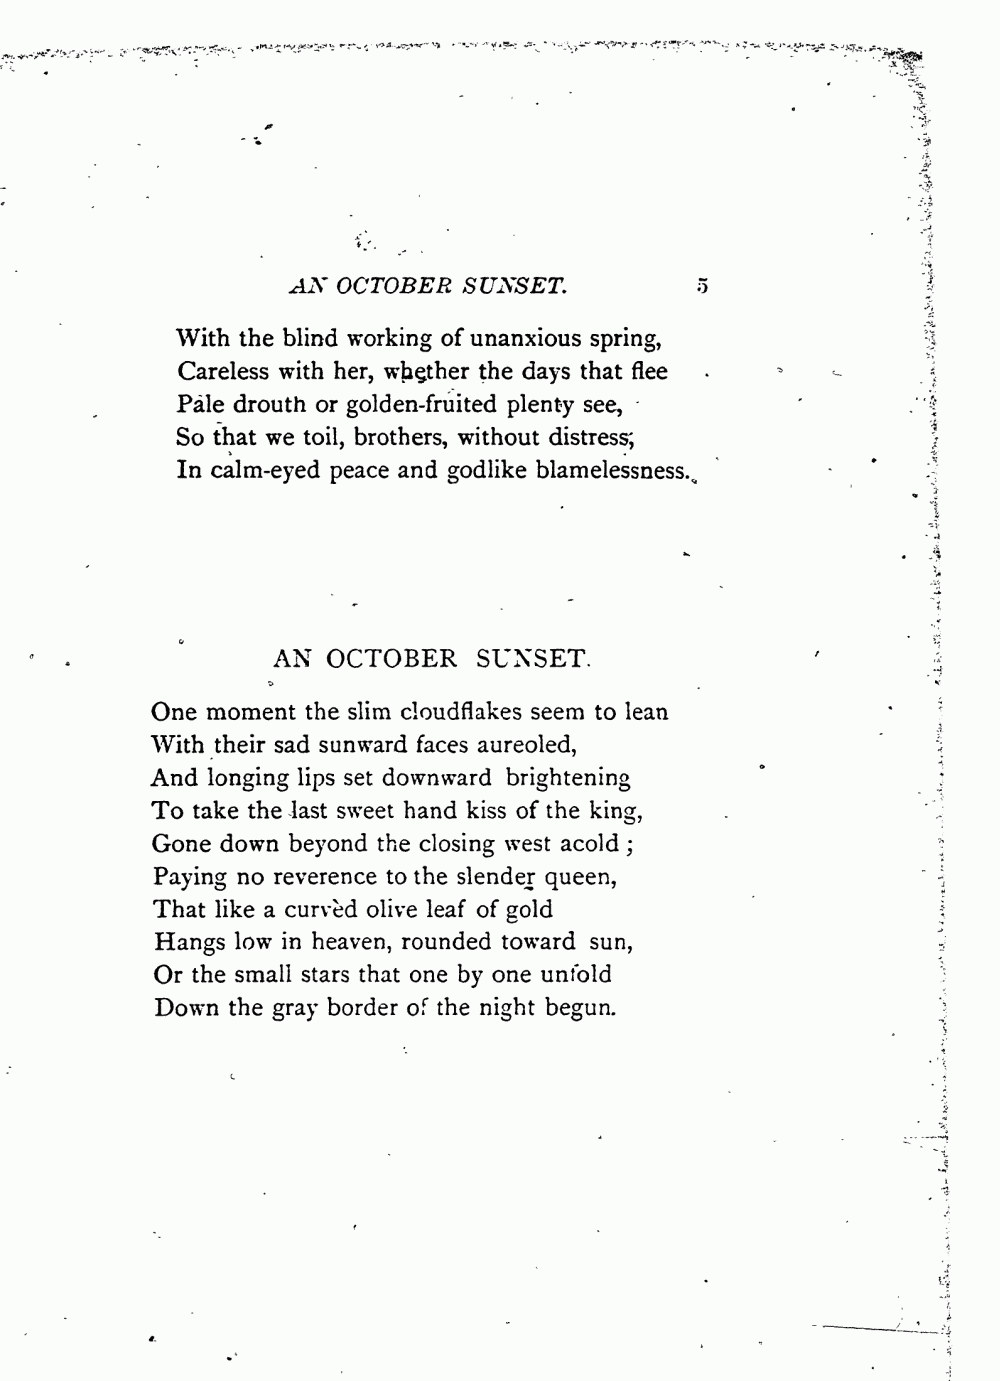 AN OCTOBER SUNSET. 5
With the blind working of unanxious spring,
Careless with her, whether the days that flee
Pale drouth or golden-fruited plenty see,
So that we toil, brothers, without distress,
In calm-eyed peace and godlike blamelessness.
AN OCTOBER SUNSET.
One moment the slim cloudflakes seem to lean
With their sad sunward faces aureoled,
And longing lips set downward brightening
To take the last sweet hand kiss of the king,
Gone down beyond the closing west acold ;
Paying no reverence to the slender queen,
That like a curvèd olive leaf of gold
Hangs low in heaven, rounded toward sun,
Or the small stars that one by one unfold
Down the gray border of the night begun.